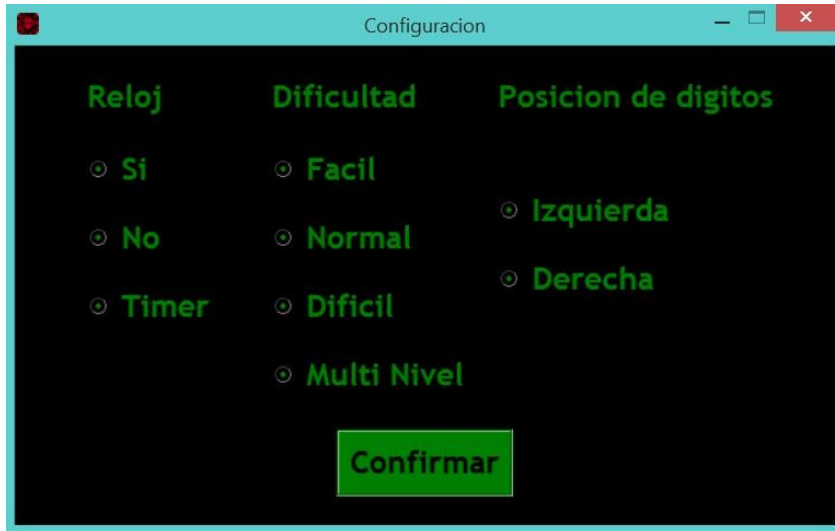 Configuracion
Reloj
Si
No
Timer
Dificultad
Facil
Normal
Dificil
Multi Nivel
Posicion de digitos
Izquierda
Derecha
Confirmar